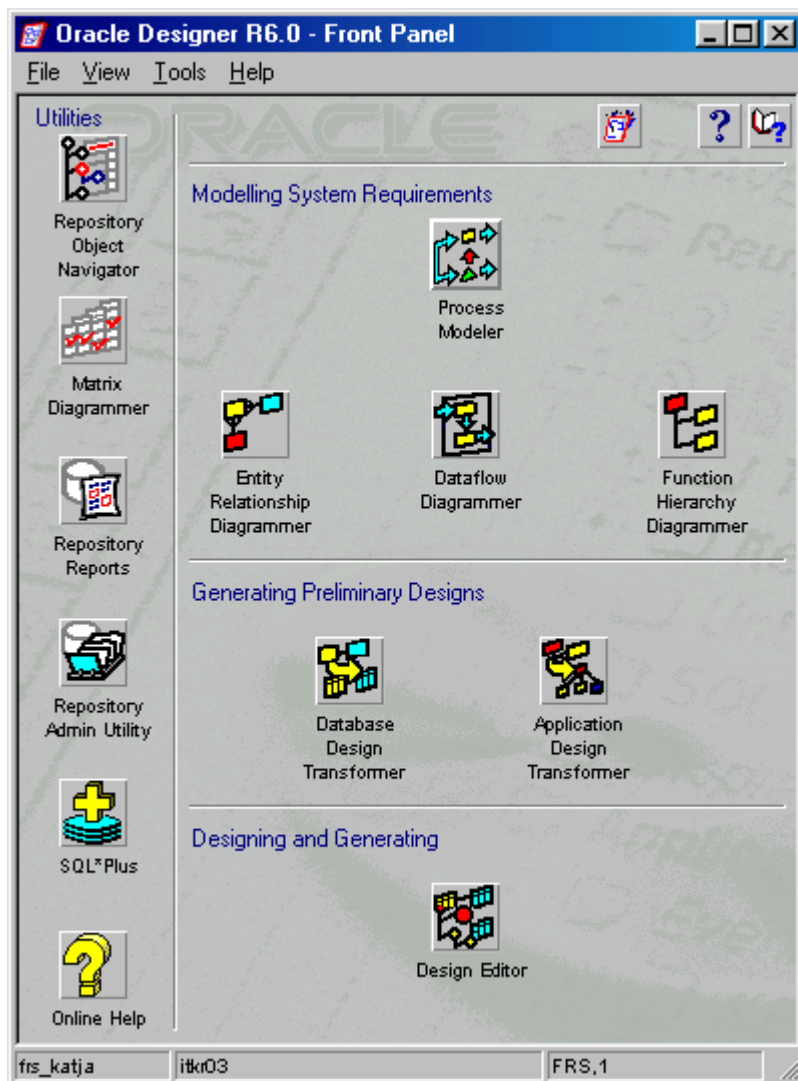 Oracle Designer R6.0 - Front Panel
File View Tools Help
ORACLE
Utilities
Repository
Object
Navigator
Matrix
Diagrammer
Repository
Reports
Repository
Admin Utility
SQL*Plus
Online Help
Modelling System Requirements
Process
Modeler
Entity
Relationship
Diagrammer
Dataflow
Diagrammer
Function
Hierarchy
Diagrammer
Generating Preliminary Designs
Database
Design
Transformer
Application
Design
Transformer
Designing and Generating
Design Editor
frs_katja
itkr03
FRS,1